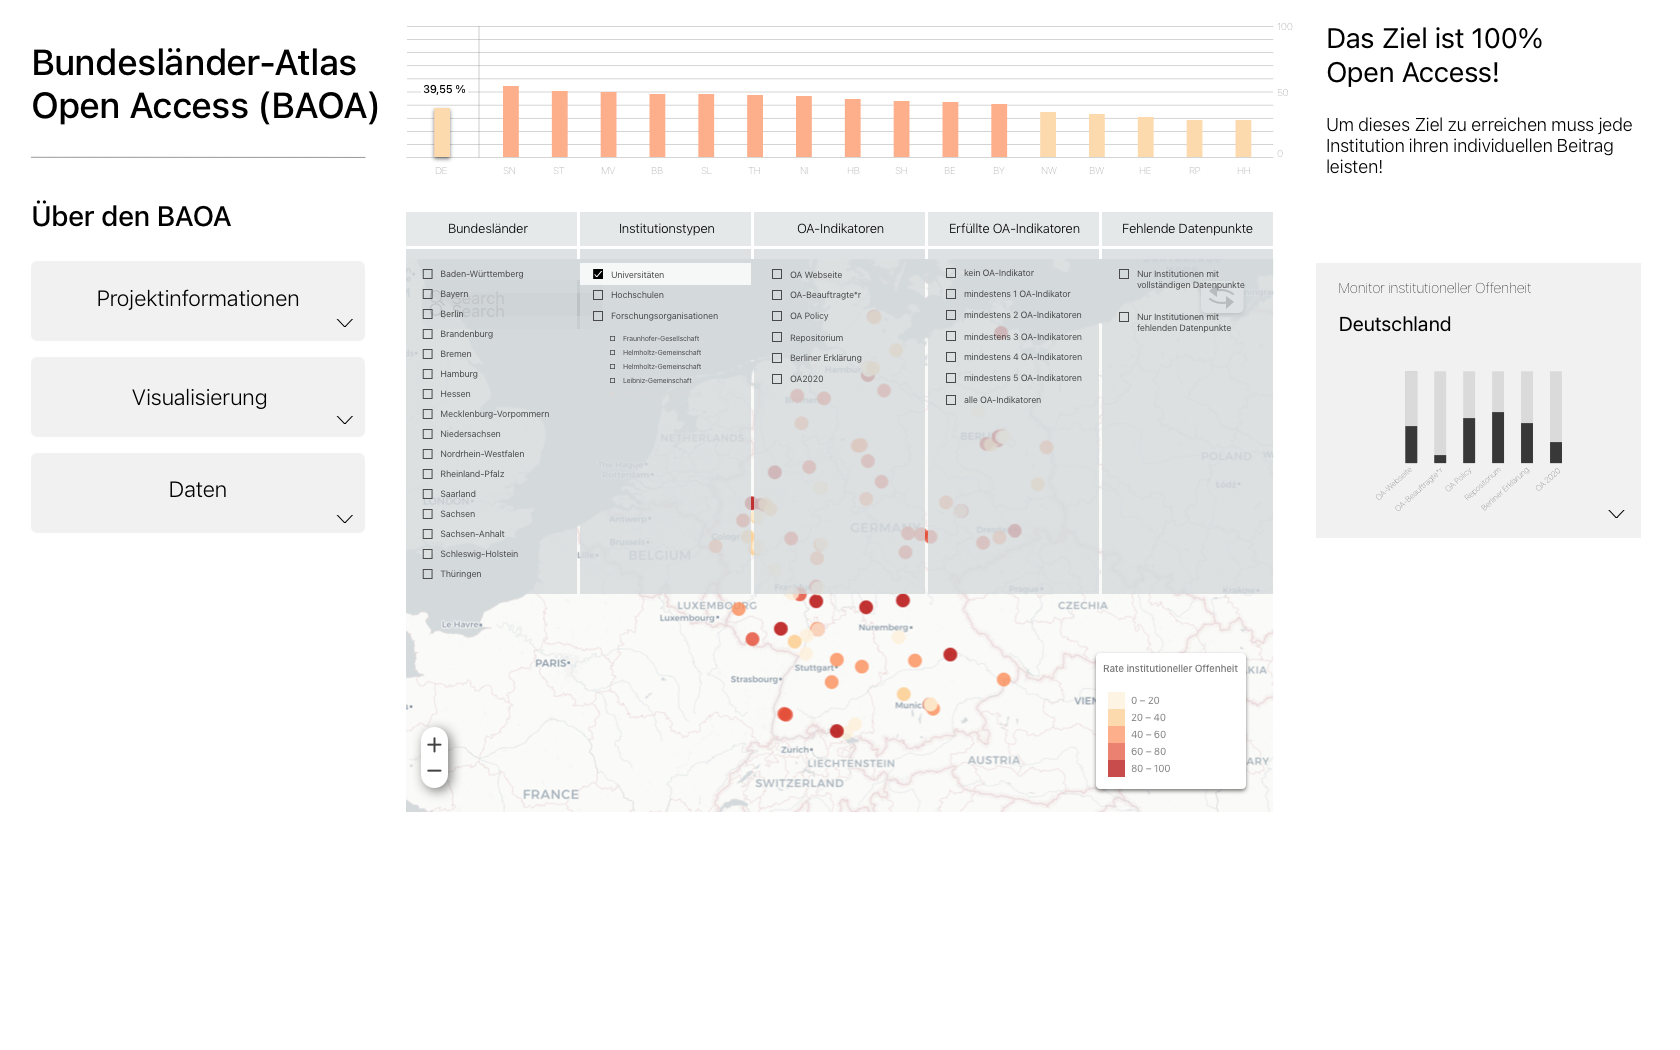 Bundesländer-Atlas
Open Access (BAOA)
Über den BAOA
Projektinformationen
Visualisierung
Daten
100
50
0
39,55 %
DE
SN
ST
MV
BB
SL
TH
NI
HB
SH
BE
BY
NW
BW
HE
RP
HH
Bundesländer
Institutionstypen
OA-Indikatoren
Erfüllte OA-Indikatoren
Fehlende Datenpunkte
Baden-Württemberg
Bayern
Berlin
Brandenburg
Bremen
Hamburg
Hessen
Mecklenburg-Vorpommern
Niedersachsen
Nordrhein-Westfalen
Rheinland-Pfalz
Saarland
Sachsen
Sachsen-Anhalt
Schleswig-Holstein
Thüringen
search
search
Universitäten
Hochschulen
Forschungsorganisationen
Fraunhofer-Gesellschaft
Helmholtz-Gemeinschaft
Helmholtz-Gemeinschaft
Leibniz-Gemeinschaft
OA Webseite
OA-Beauftragte*r
OA Policy
Repositorium
Berliner Erklärung
OA2020
kein OA-Indikator
mindestens 1 OA-Indikator
mindestens 2 OA-Indikatoren
mindestens 3 OA-Indikatoren
mindestens 4 OA-Indikatoren
mindestens 5 OA-Indikatoren
alle OA-Indikatoren
Nur Institutionen mit
vollständigen Datenpunkte
Nur Institutionen mit
fehlenden Datenpunkte
NETHERLANDS
POLAND
Łódź
LONDON
Antwerp
Brussels
BELGIUM
Lille
Cologne
GERMANY
Dresden
Prague
LUXEMBOURG
Luxembourg
CZECHIA
Le Havre
Nuremberg
PARIS
Stuttgart
Strasbourg
Munich
Zürich
LIECHTENSTEIN
AUSTRIA
SWITZERLAND
FRANCE
Rate institutioneller Offenheit
0 – 20
20 – 40
40 – 60
60 – 80
80 – 100
+
−
Das Ziel ist 100%
Open Access!
Um dieses Ziel zu erreichen muss jede
Institution ihren individuellen Beitrag
leisten!
Monitor institutioneller Offenheit
Deutschland
OA-Webseite
OA-Beauftragte*r
OA Policy
Repositorium
Berliner Erklärung
OA 2020